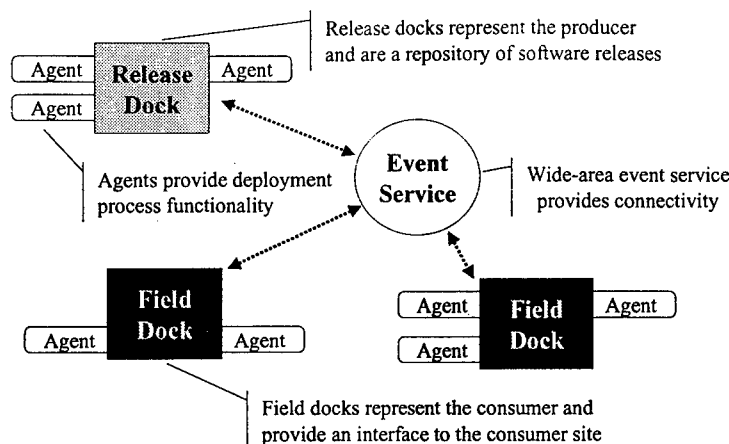 Release docks represent the producer
and are a repository of software releases
Agent
Release
Dock
Agent
Agent
Event
Service
Agents provide deployment
process functionality
Wide-area event service
provides connectivity
Field
Dock
Agent
Agent
Agent
Field
Dock
Agent
Agent
Field docks represent the consumer and
provide an interface to the consumer site